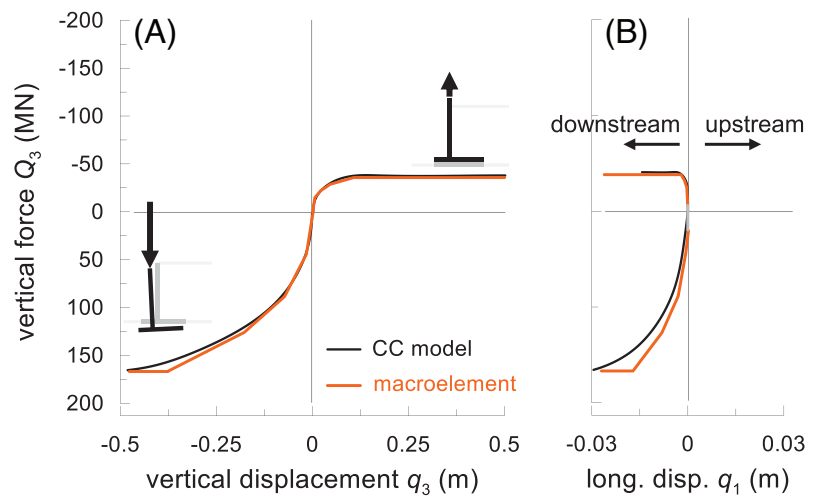 (A)
(B)
vertical force Q3 (MN)
-200
-150
-100
-50
0
50
100
150
200
downstream
upstream
CC model
macroelement
-0.5
-0.25
0
0.25
0.5
-0.03
0
0.03
vertical displacement q3 (m)
long. disp. q1 (m)